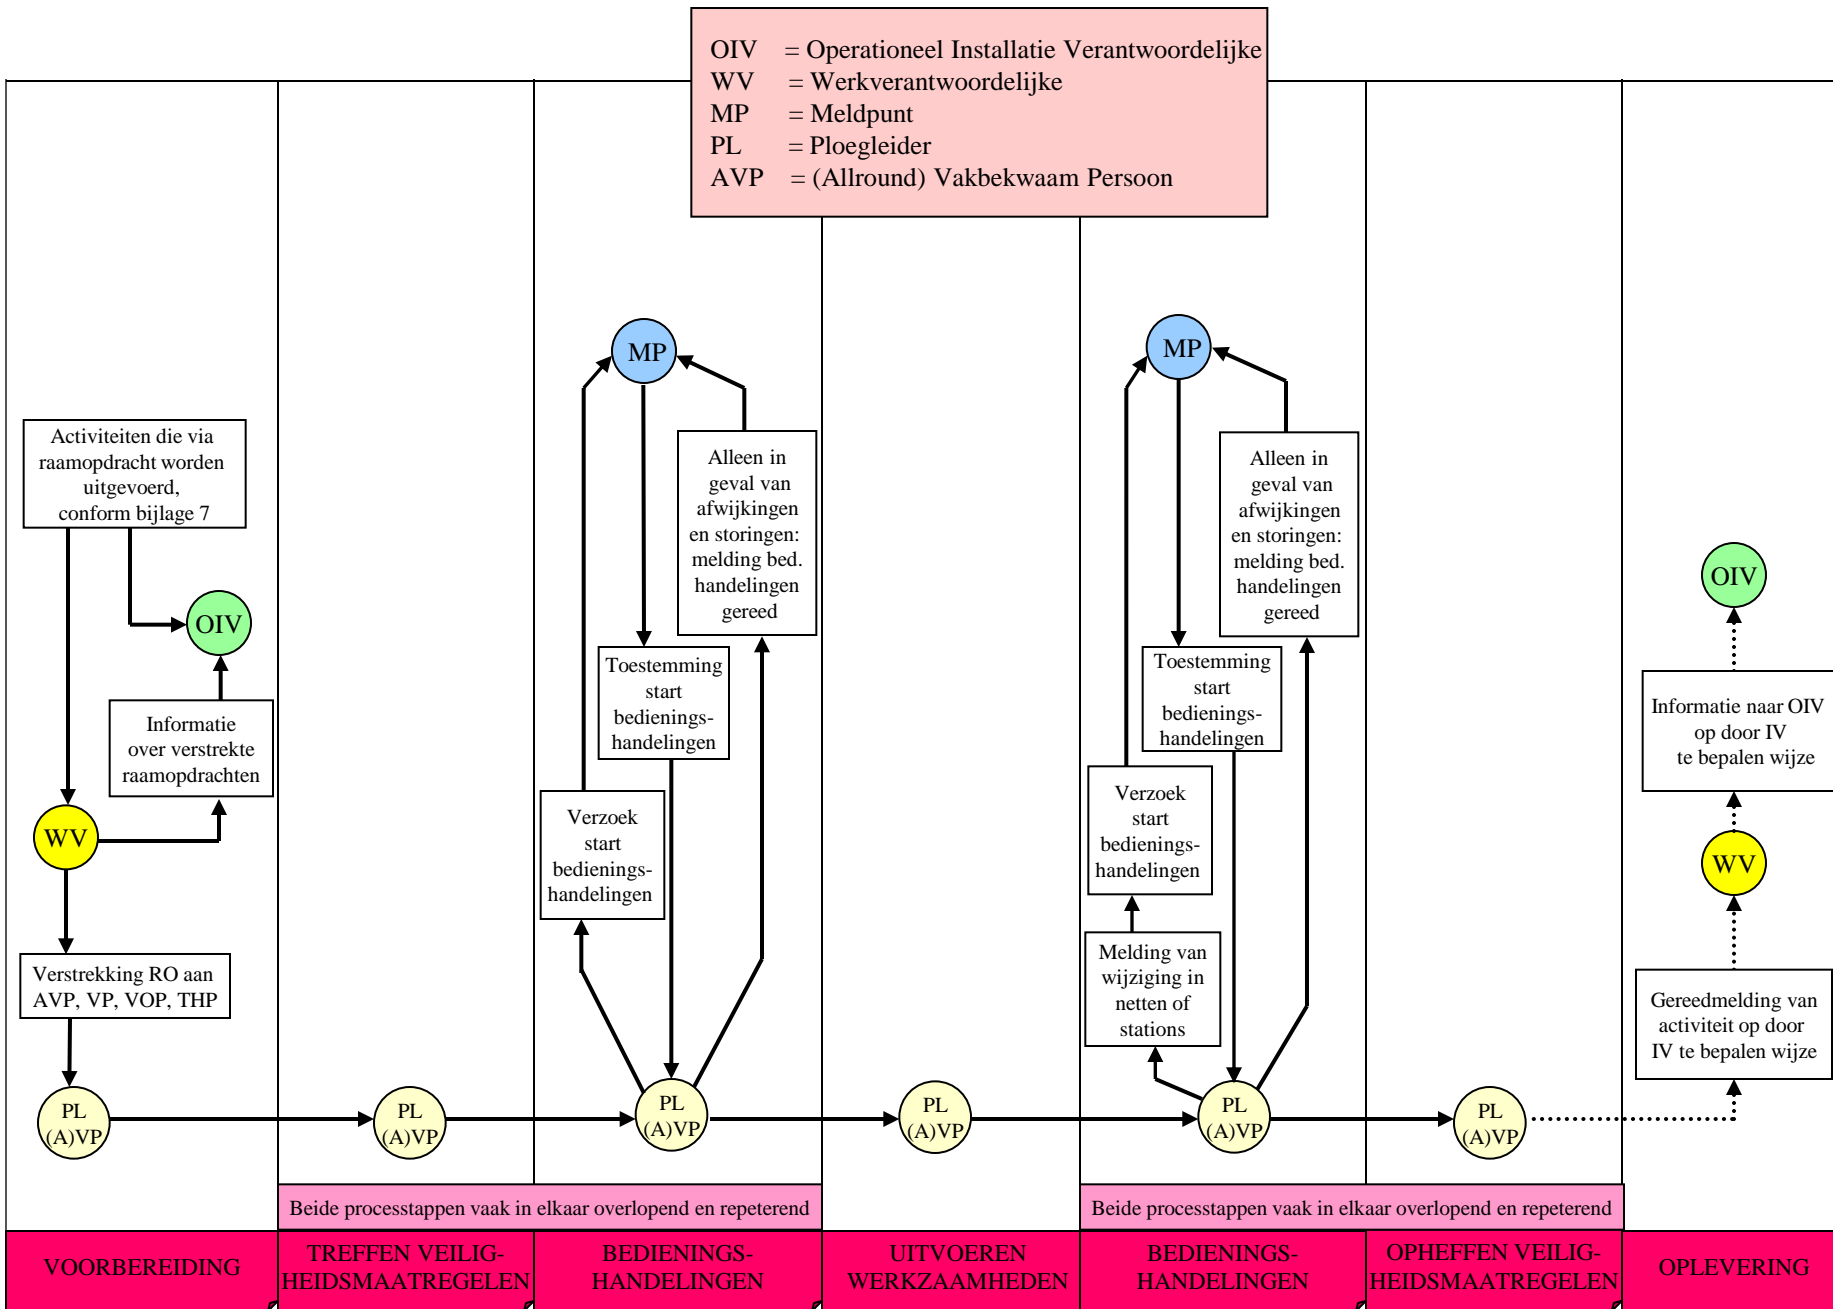 OIV = Operationeel Installatie Verantwoordelijke
WV = Werkverantwoordelijke
MP = Meldpunt
PL = Ploegleider
AVP = (Allround) Vakbekwaam Persoon
Activiteiten die via
raamopdracht worden
uitgevoerd,
conform bijlage 7
OIV
Informatie
over verstrekte
raamopdrachten
WV
Verstrekking RO aan
AVP, VP, VOP, THP
PL
(A)VP
PL
(A)VP
MP
Alleen in
geval van
afwijkingen
en storingen:
melding bed.
handelingen
gereed
Toestemming
start
bedienings-
handelingen
Verzoek
start
bedienings-
handelingen
PL
(A)VP
PL
(A)VP
MP
Alleen in
geval van
afwijkingen
en storingen:
melding bed.
handelingen
gereed
Toestemming
start
bedienings-
handelingen
Verzoek
start
bedienings-
handelingen
Melding van
wijziging in
netten of
stations
PL
(A)VP
PL
(A)VP
OIV
Informatie naar OIV
op door IV
te bepalen wijze
WV
Gereedmelding van
activiteit op door
IV te bepalen wijze
Beide processtappen vaak in elkaar overlopend en repeterend
Beide processtappen vaak in elkaar overlopend en repeterend
VOORBEREIDING
TREFFEN VEILIG-
HEIDSMAATREGELEN
BEDIENINGS-
HANDELINGEN
UITVOEREN
WERKZAAMHEDEN
BEDIENINGS-
HANDELINGEN
OPHEFFEN VEILIG-
HEIDSMAATREGELEN
OPLEVERING